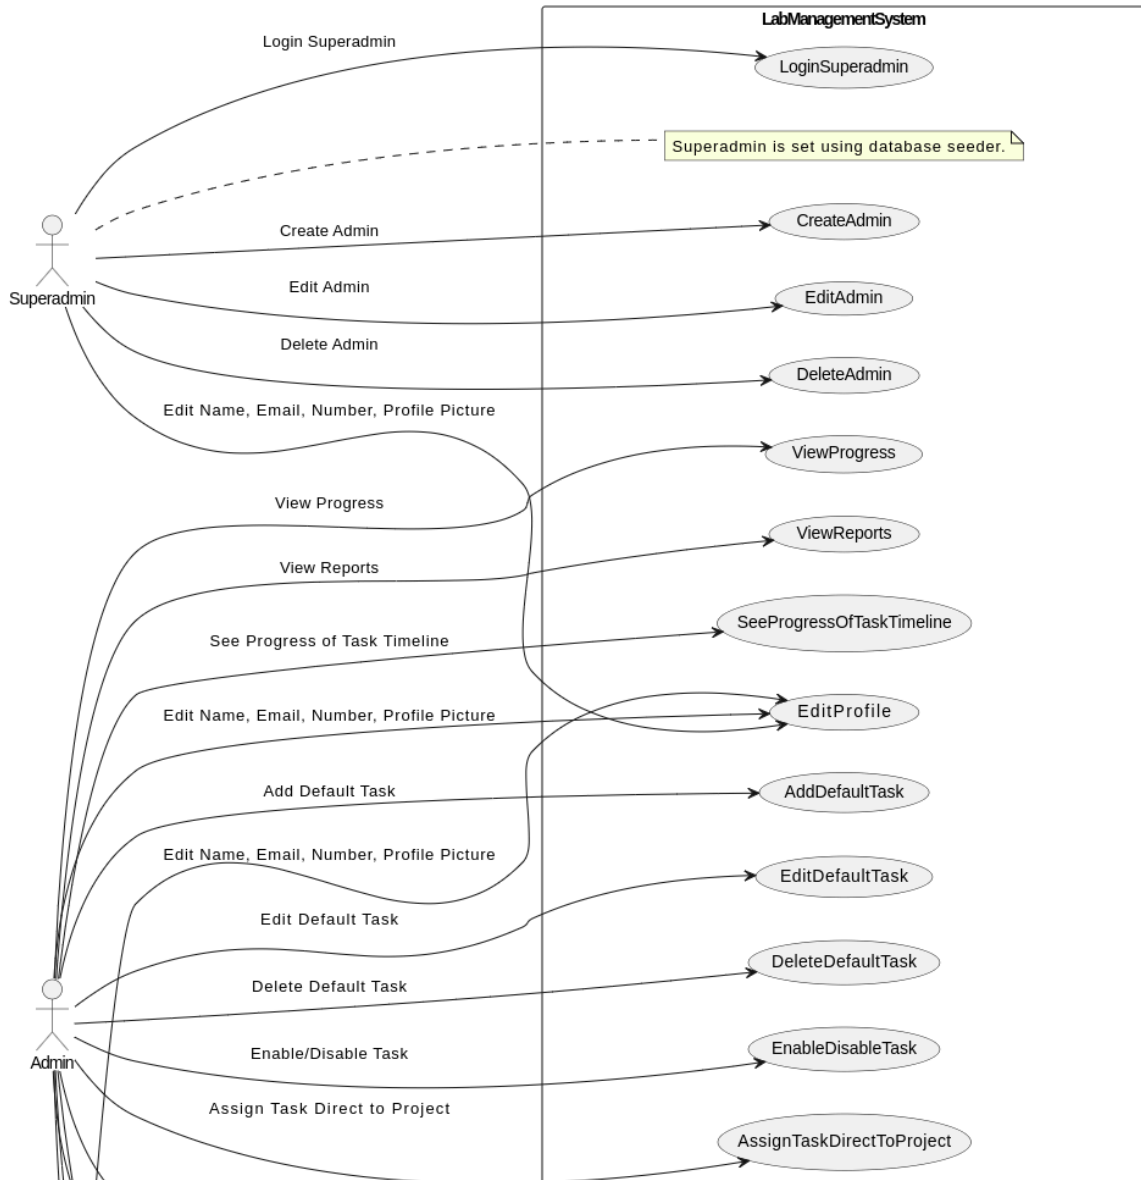 LabManagementSystem
Login Superadmin
LoginSuperadmin
Superadmin is set using database seeder.
Create Admin
CreateAdmin
Superadmin
Edit Admin
EditAdmin
Delete Admin
DeleteAdmin
Edit Name, Email, Number, Profile Picture
ViewProgress
View Progress
ViewReports
View Reports
SeeProgressOfTaskTimeline
See Progress of Task Timeline
Edit Name, Email, Number, Profile Picture
EditProfile
Add Default Task
AddDefaultTask
Edit Name, Email, Number, Profile Picture
EditDefaultTask
Edit Default Task
DeleteDefaultTask
Delete Default Task
Admin
Enable/Disable Task
EnableDisableTask
Assign Task Direct to Project
AssignTaskDirectToProject